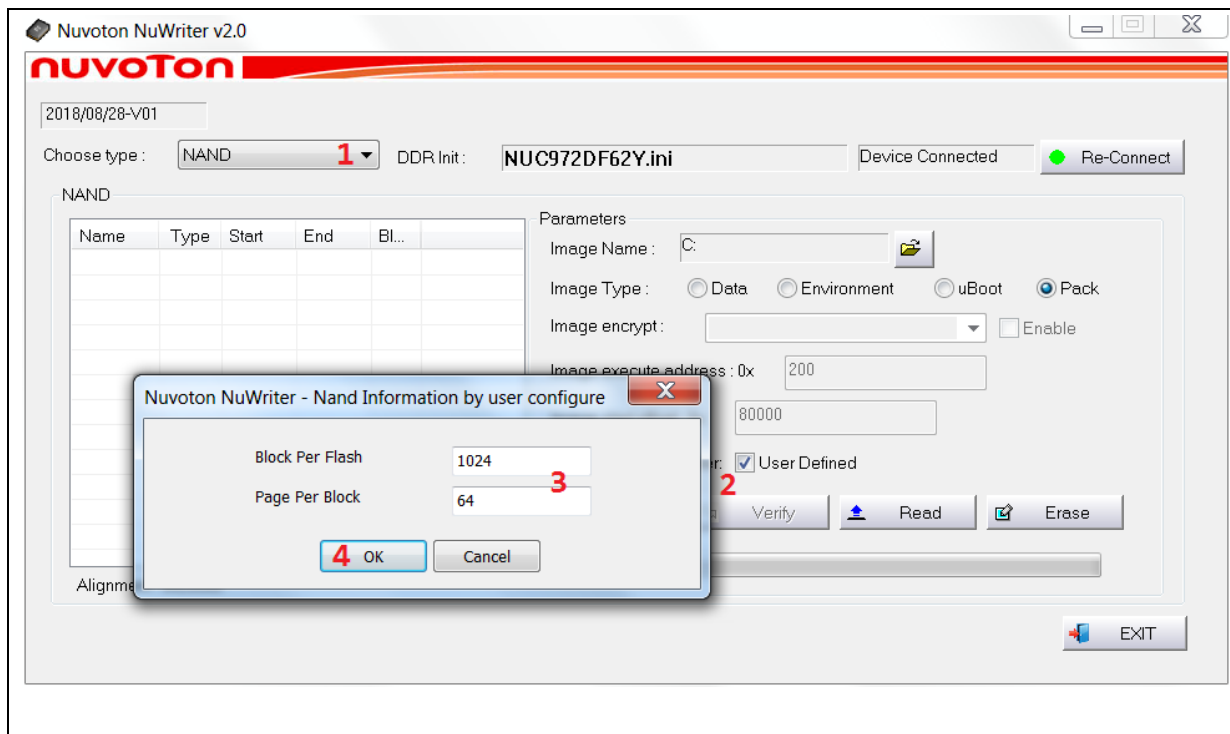 Nuvoton NuWriter v2.0
nuvoTon
2018/08/28-V01
Choose type : NAND 1 DDR Init : NUC972DF62Y.ini Device Connected Re-Connect
NAND
Name Type Start End Bl...
Parameters
Image Name : C:
Image Type : Data Environment uBoot Pack
Image encrypt : Enable
Image execute address : 0x 200
80000
User Defined
2
Verify Read Erase
Nuvoton NuWriter - Nand Information by user configure
Block Per Flash 1024
3
Page Per Block 64
4 OK Cancel
EXIT